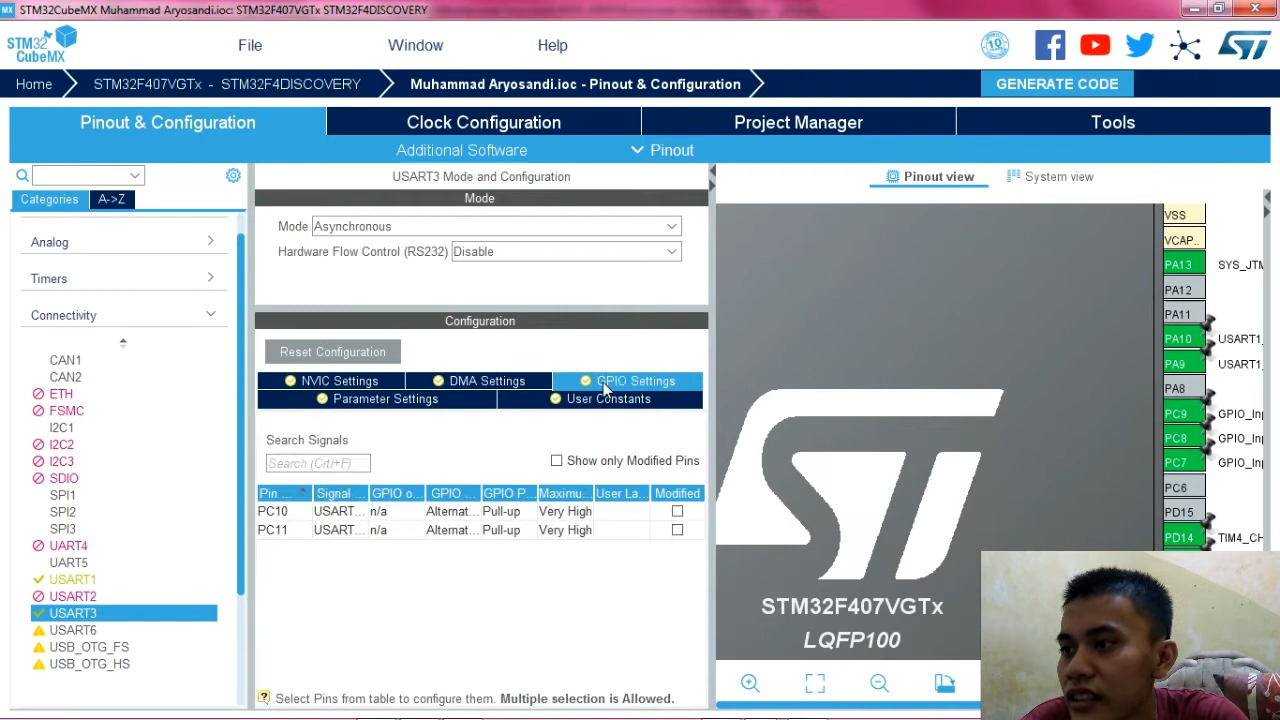 MX STM32CubeMX Muhammad Aryosandi.ioc: STM32F407VGTx STM32F4DISCOVERY
STM32
CubeMX
File
Window
Help
10
ST
Home
STM32F407VGTx - STM32F4DISCOVERY
Muhammad Aryosandi.ioc - Pinout & Configuration
GENERATE CODE
Pinout & Configuration
Clock Configuration
Project Manager
Tools
Additional Software
Pinout
USART3 Mode and Configuration
Pinout view
System view
Categories
A->Z
Mode
Mode Asynchronous
Hardware Flow Control (RS232) Disable
Analog
Timers
Connectivity
CAN1
CAN2
ETH
FSMC
I2C1
I2C2
I2C3
SDIO
SPI1
SPI2
SPI3
UART4
UART5
USART1
USART2
USART3
USART6
USB_OTG_FS
USB_OTG_HS
Configuration
Reset Configuration
NVIC Settings
DMA Settings
GPIO Settings
Parameter Settings
User Constants
Search Signals
Search (CrtI+F)
Show only Modified Pins
Pin ... Signal... GPIO o... GPIO ... GPIO P... Maximu... User La... Modified
PC10 USART... n/a Alternat... Pull-up Very High
PC11 USART... n/a Alternat... Pull-up Very High
Select Pins from table to configure them. Multiple selection is Allowed.
VSS
VCAP..
PA13 SYS_JTM
PA12
PA11
PA10 USART1_
PA9 USART1_
PA8
PC9 GPIO_Inp
PC8 GPIO_Inp
PC7 GPIO_Inp
PC6
PD15
PD14 TIM4_CH
STM32F407VGTx
LQFP100